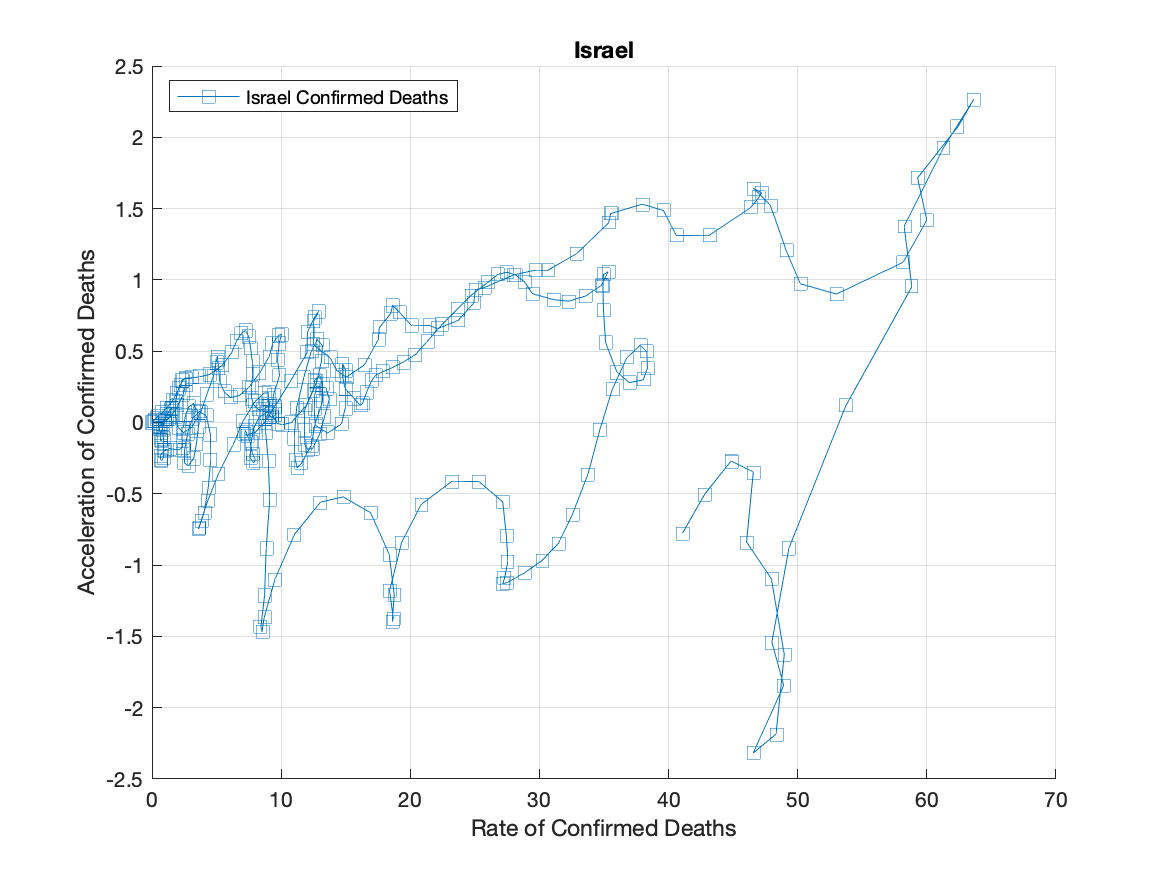 Israel
Israel Confirmed Deaths
Acceleration of Confirmed Deaths
2.5
2
1.5
1
0.5
0
-0.5
-1
-1.5
-2
-2.5
0 10 20 30 40 50 60 70
Rate of Confirmed Deaths